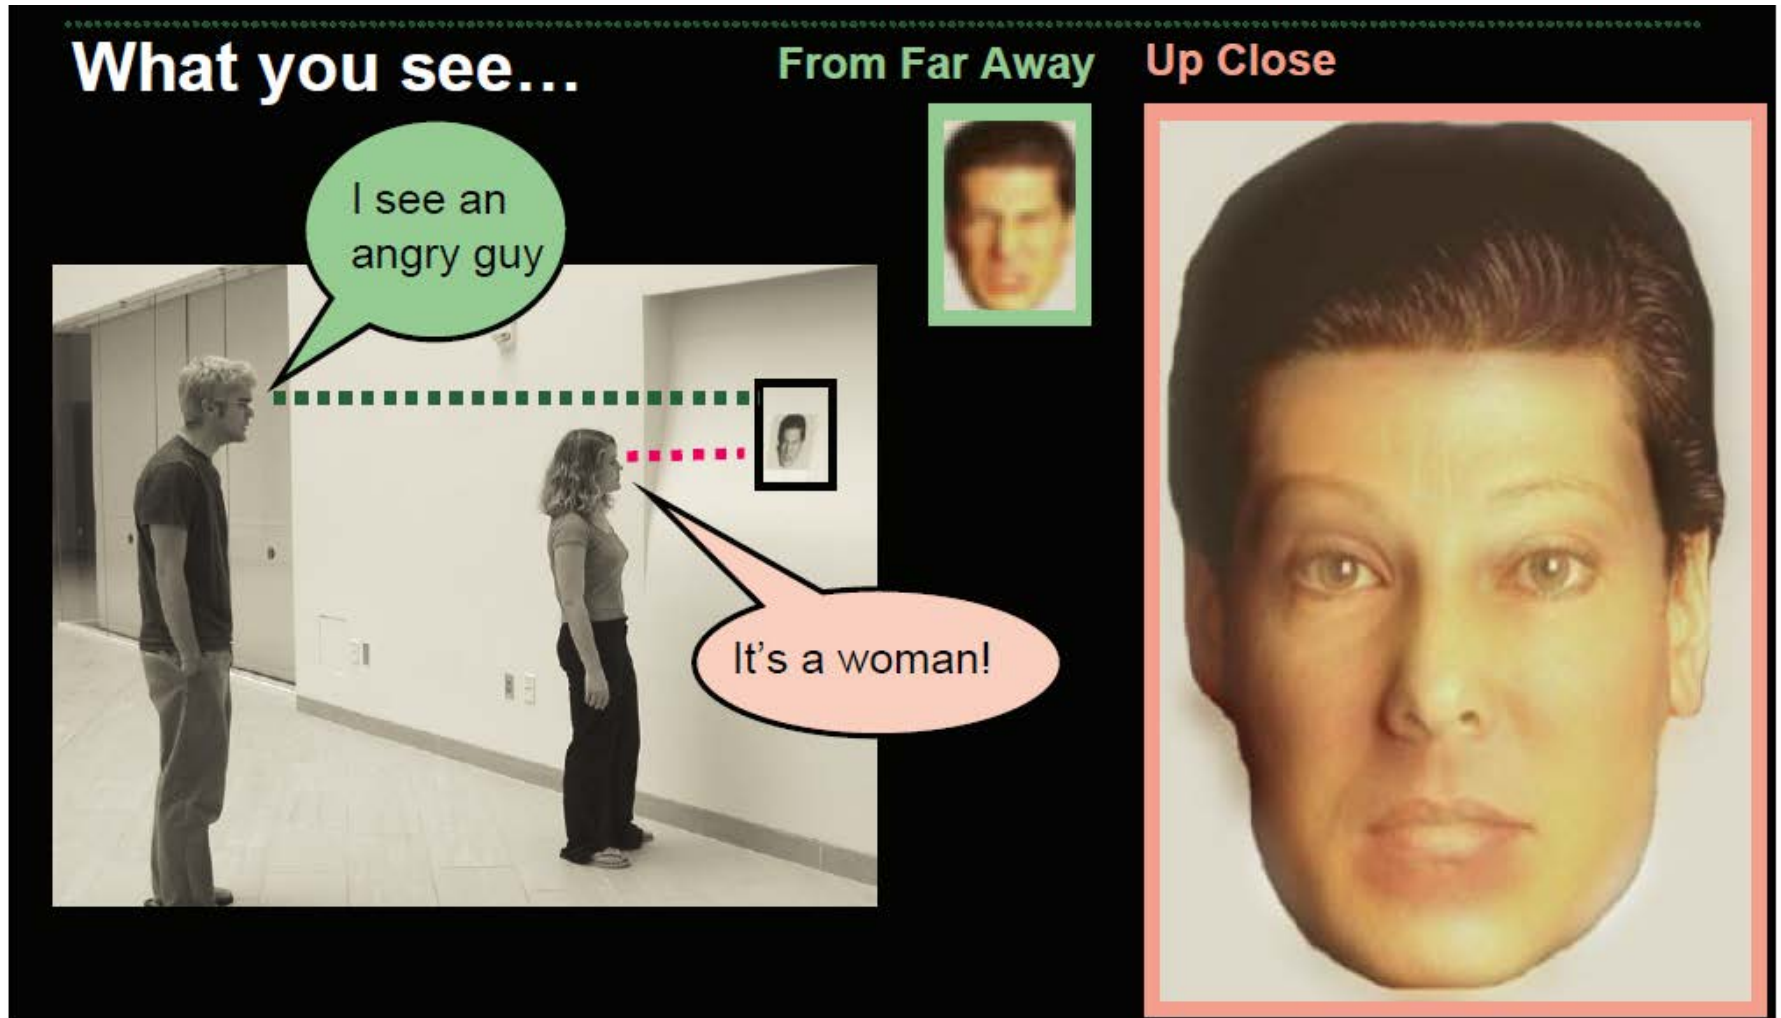 What you see…
From Far Away
Up Close
I see an
angry guy
It's a woman!